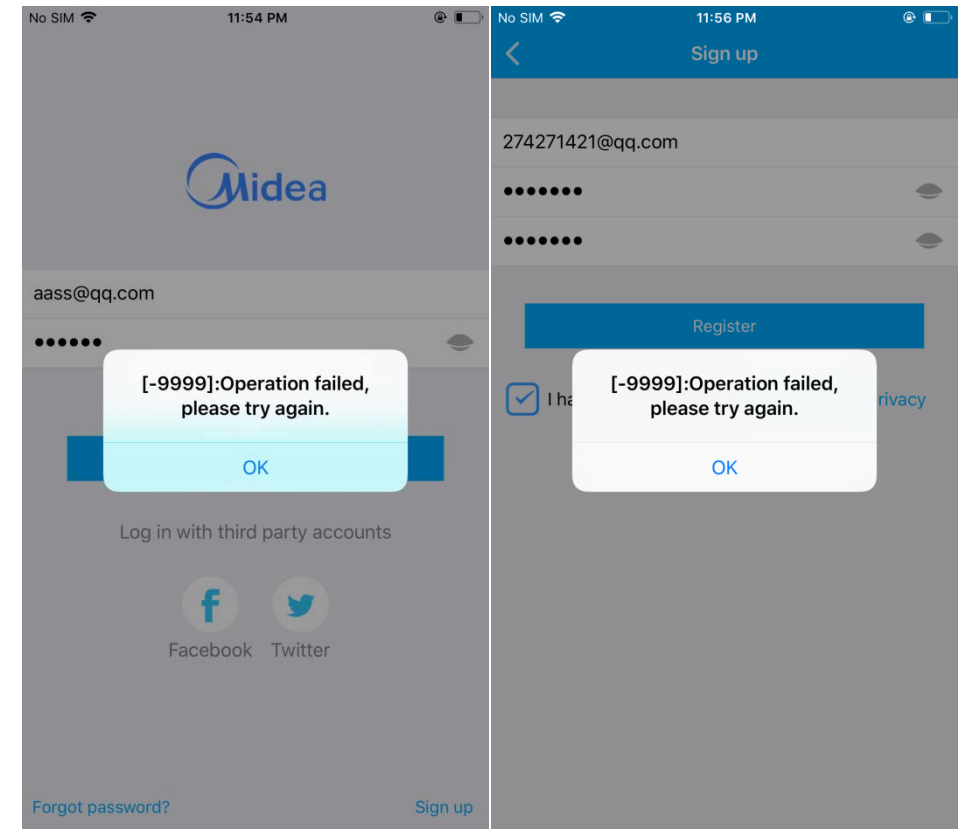 No SIM 11:54 PM
Midea
aass@qq.com
••••••
[-9999]:Operation failed,
please try again.
OK
Log in with third party accounts
Facebook Twitter
Forgot password? Sign up
No SIM 11:56 PM
Sign up
274271421@qq.com
•••••••
•••••••
Register
I ha
rivacy
[-9999]:Operation failed,
please try again.
OK